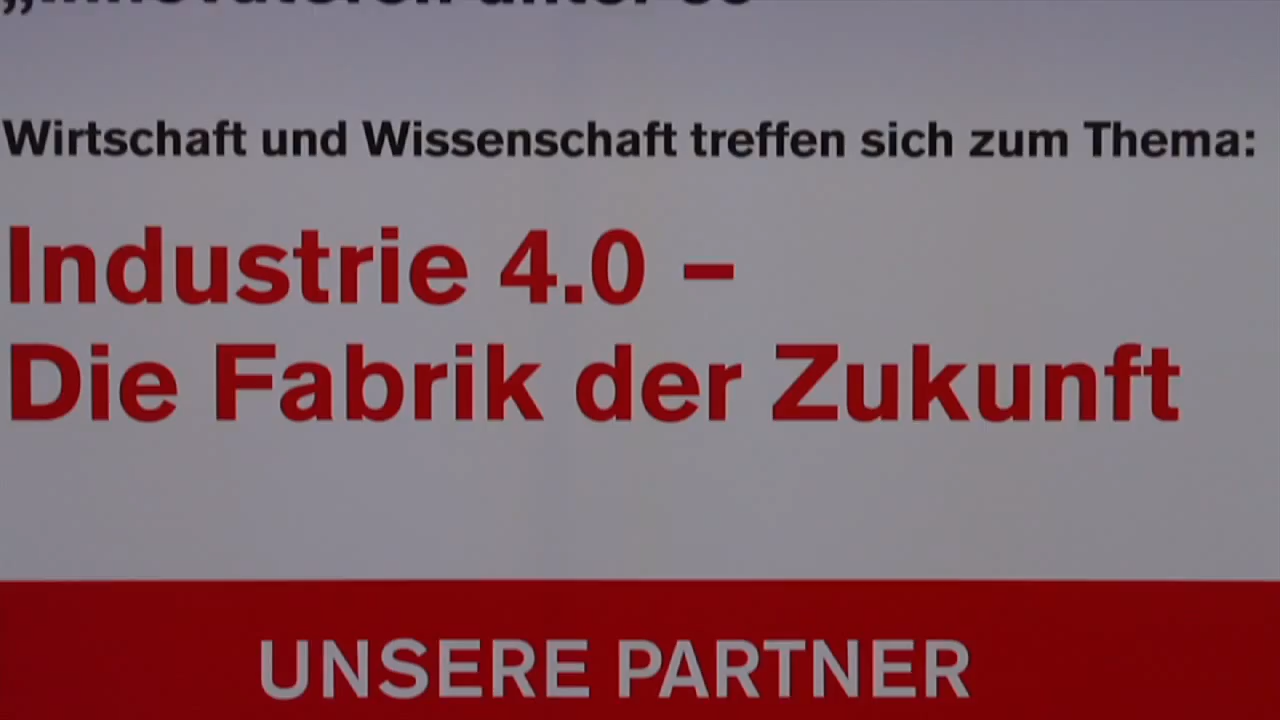 Wirtschaft und Wissenschaft treffen sich zum Thema:
Industrie 4.0 –
Die Fabrik der Zukunft
UNSERE PARTNER